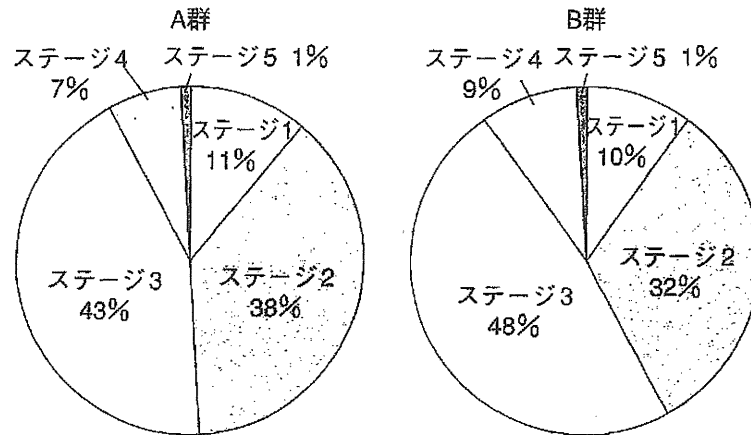 A群
ステージ4
7%
ステージ5 1%
ステージ1
11%
ステージ2
38%
ステージ3
43%
B群
ステージ4
9%
ステージ5 1%
ステージ1
10%
ステージ2
32%
ステージ3
48%